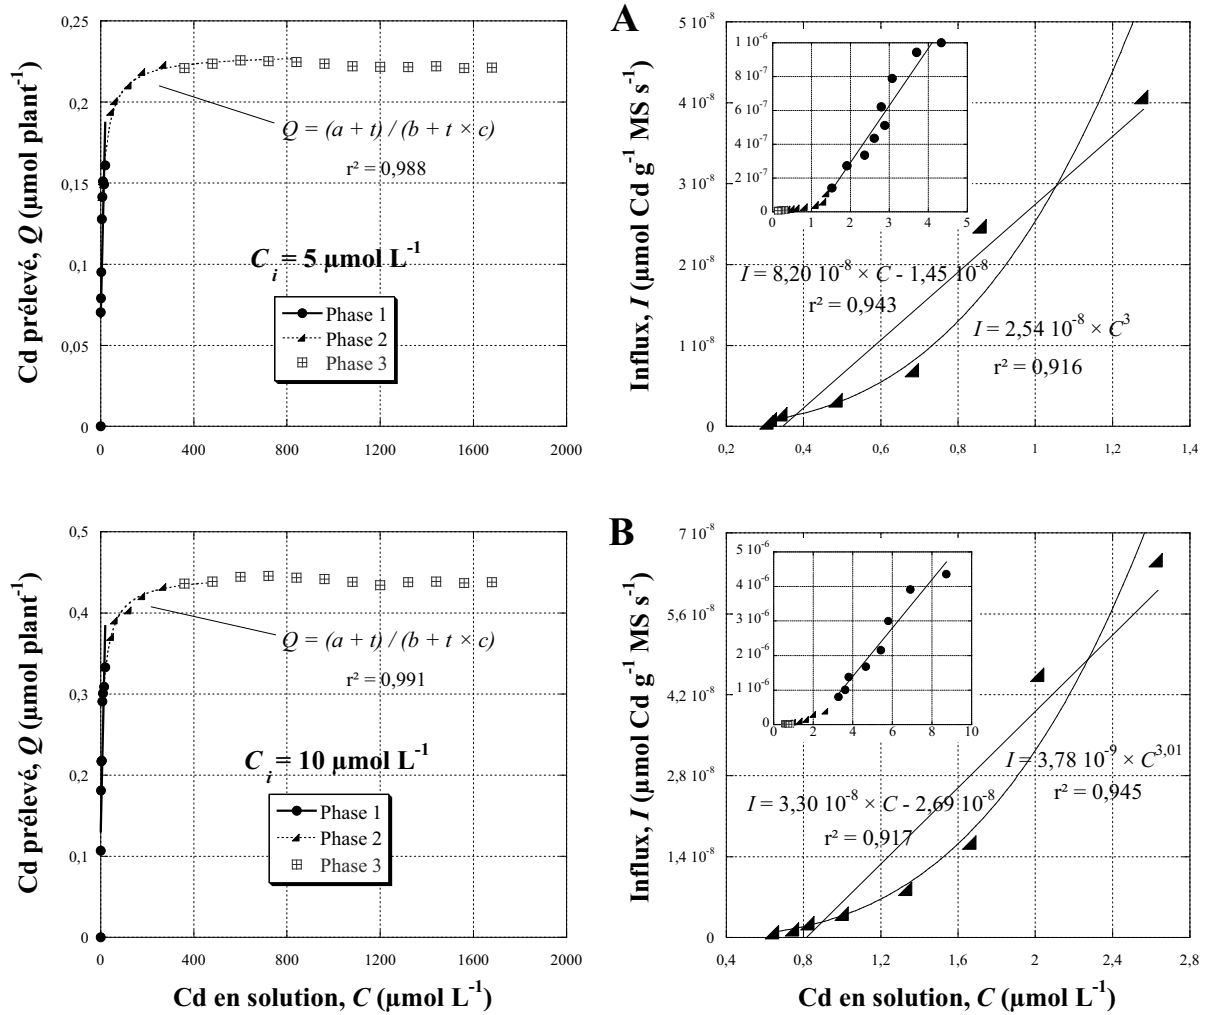 A
Cd prélevé, Q (µmol plant⁻¹)
0,25
0,2
0,15
0,1
0,05
0
0 400 800 1200 1600 2000
Q = (a + t) / (b + t × c)
r² = 0,988
C i = 5 µmol L⁻¹
Phase 1
Phase 2
Phase 3
Influx, I (µmol Cd g⁻¹ MS s⁻¹)
5 10⁻⁸
4 10⁻⁸
3 10⁻⁸
2 10⁻⁸
1 10⁻⁸
0
0,2 0,4 0,6 0,8 1 1,2 1,4
1 10⁻⁶
8 10⁻⁷
6 10⁻⁷
4 10⁻⁷
2 10⁻⁷
0
0 1 2 3 4 5
I = 8,20 10⁻⁸ × C - 1,45 10⁻⁸
r² = 0,943
I = 2,54 10⁻⁸ × C³
r² = 0,916
B
Cd prélevé, Q (µmol plant⁻¹)
0,5
0,4
0,3
0,2
0,1
0
0 400 800 1200 1600 2000
Q = (a + t) / (b + t × c)
r² = 0,991
C i = 10 µmol L⁻¹
Phase 1
Phase 2
Phase 3
Cd en solution, C (µmol L⁻¹)
Influx, I (µmol Cd g⁻¹ MS s⁻¹)
7 10⁻⁸
5,6 10⁻⁸
4,2 10⁻⁸
2,8 10⁻⁸
1,4 10⁻⁸
0
0,4 0,8 1,2 1,6 2 2,4 2,8
5 10⁻⁶
4 10⁻⁶
3 10⁻⁶
2 10⁻⁶
1 10⁻⁶
0
0 2 4 6 8 10
I = 3,78 10⁻⁹ × C³˒⁰¹
r² = 0,945
I = 3,30 10⁻⁸ × C - 2,69 10⁻⁸
r² = 0,917
Cd en solution, C (µmol L⁻¹)